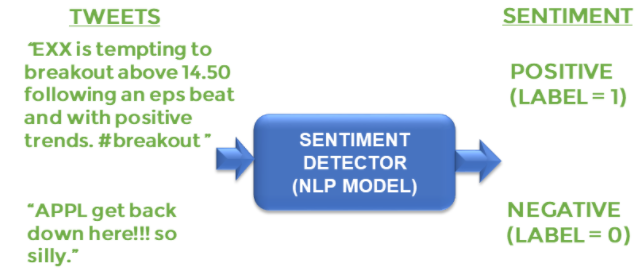 TWEETS
"EXX is tempting to
breakout above 14.50
following an eps beat
and with positive
trends. #breakout"
"APPL get back
down here!!! so
silly."
SENTIMENT
DETECTOR
(NLP MODEL)
SENTIMENT
POSITIVE
(LABEL = 1)
NEGATIVE
(LABEL = 0)